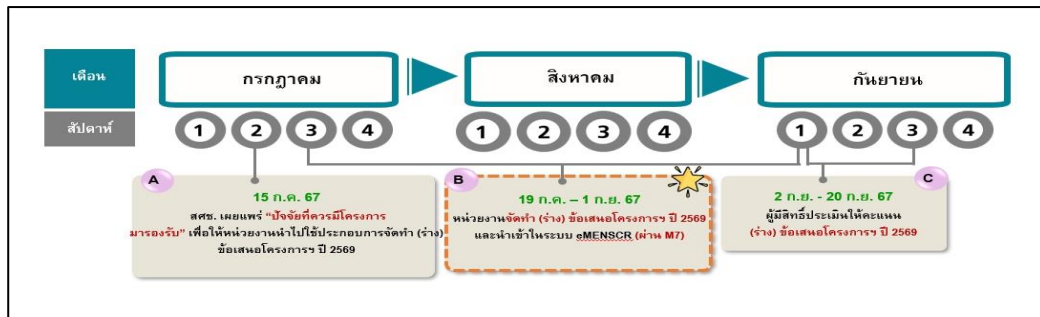 เดือน
กรกฎาคม
สิงหาคม
กันยายน
สัปดาห์
1 2 3 4
1 2 3 4
1 2 3 4
A
15 ก.ค. 67
สศช. เผยแพร่ “ปัจจัยที่ควรมีโครงการ
มารองรับ” เพื่อให้หน่วยงานนำไปใช้ประกอบการจัดทำ (ร่าง)
ข้อเสนอโครงการฯ ปี 2569
B
19 ก.ค. – 1 ก.ย. 67
หน่วยงานจัดทำ (ร่าง) ข้อเสนอโครงการฯ ปี 2569
และนำเข้าในระบบ eMENSCR (ผ่าน M7)
C
2 ก.ย. - 20 ก.ย. 67
ผู้มีสิทธิ์ประเมินให้คะแนน
(ร่าง) ข้อเสนอโครงการฯ ปี 2569